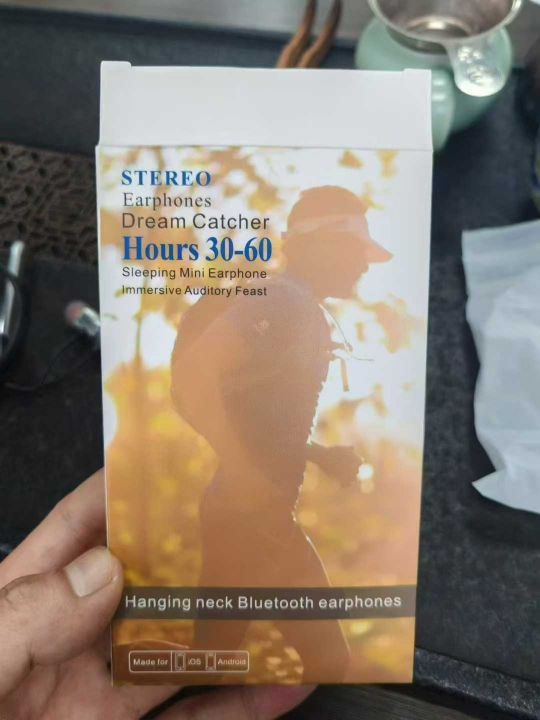 STEREO
Earphones
Dream Catcher
Hours 30-60
Sleeping Mini Earphone
Immersive Auditory Feast
Hanging neck Bluetooth earphones
Made for iOS Android